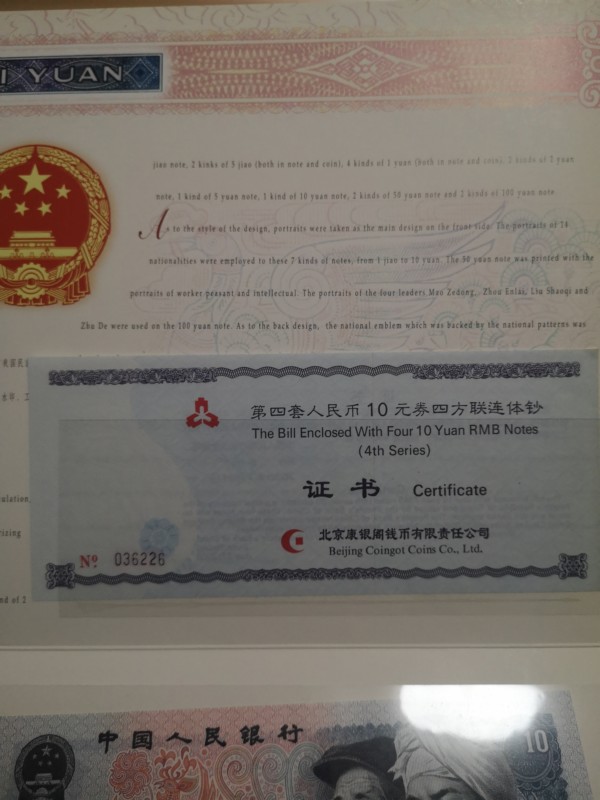 I YUAN
jiao note, 2 kinks of 5 jiao (both in note and coin), 4 kinds of 1 yuan (both in note and coin), 2 kinds of 2 yuan
note, 1 kind of 5 yuan note, 1 kind of 10 yuan note, 2 kinds of 50 yuan note and 2 kinds of 100 yuan note
As to the style of the design, portraits were taken as the main design on the front side. The portraits of 14
nationalities were employed to these 7 kinds of notes, from 1 jiao to 10 yuan. The 50 yuan note was printed with the
portraits of worker peasant and intellectual. The portraits of the four leaders Mao Zedong, Zhou Enlai, Liu Shaoqi and
Zhu De were used on the 100 yuan note. As to the back design, the national emblem which was backed by the national patterns was
第四套人民币10元券四方联连体钞
The Bill Enclosed With Four 10 Yuan RMB Notes
(4th Series)
证书 Certificate
北京康银阁钱币有限责任公司
Beijing Coingot Coins Co., Ltd.
№ 036226
culation,
rizing
nd of 2
中国人民银行
10